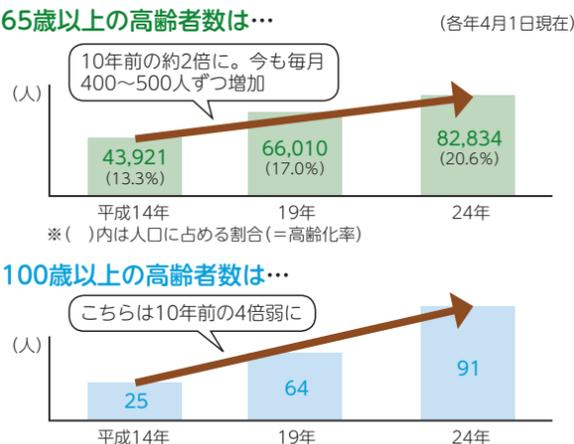 65歳以上の高齢者数は…
（各年4月1日現在）
10年前の約2倍に。今も毎月
400～500人ずつ増加
（人）
43,921
（13.3%）
66,010
（17.0%）
82,834
（20.6%）
平成14年
19年
24年
※（　）内は人口に占める割合（＝高齢化率）
100歳以上の高齢者数は…
こちらは10年前の4倍弱に
（人）
25
64
91
平成14年
19年
24年